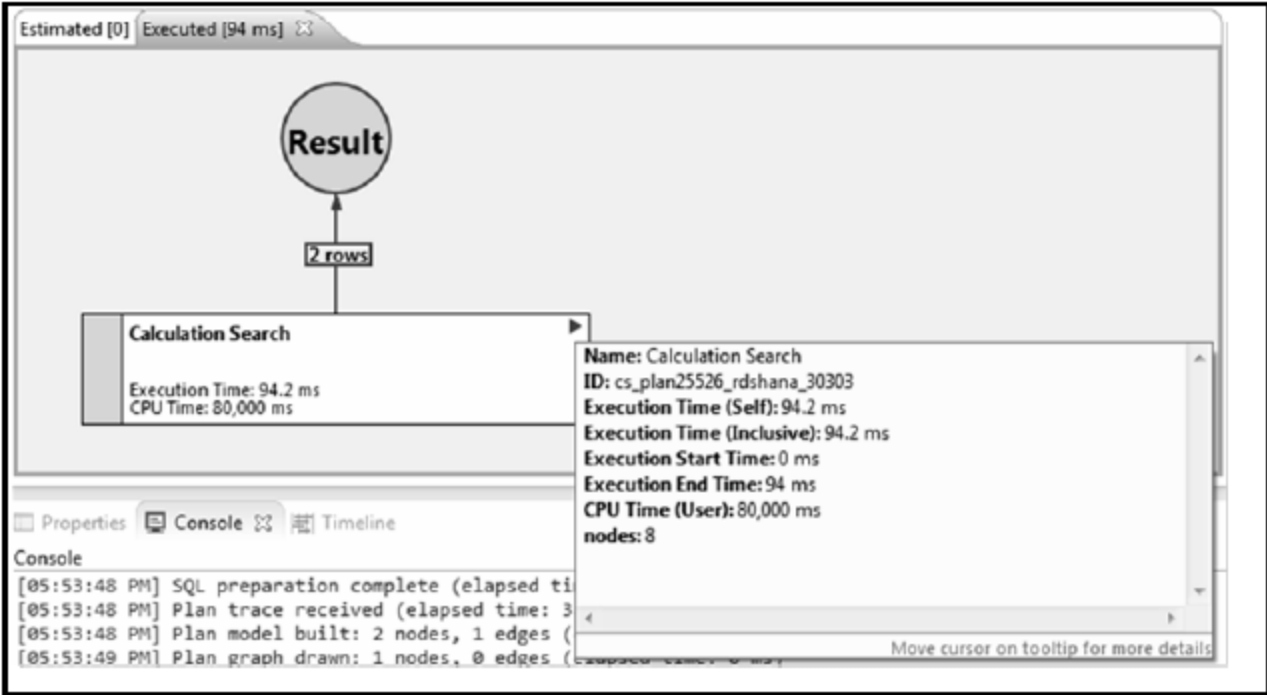 Estimated [0] Executed [94 ms]
Result
2 rows
Calculation Search
Execution Time: 94.2 ms
CPU Time: 80,000 ms
Name: Calculation Search
ID: cs_plan25526_rdshana_30303
Execution Time (Self): 94.2 ms
Execution Time (Inclusive): 94.2 ms
Execution Start Time: 0 ms
Execution End Time: 94 ms
CPU Time (User): 80,000 ms
nodes: 8
Move cursor on tooltip for more details
Properties Console Timeline
Console
[05:53:48 PM] SQL preparation complete (elapsed
[05:53:48 PM] Plan trace received (elapsed time: 3
[05:53:48 PM] Plan model built: 2 nodes, 1 edges (
[05:53:49 PM] Plan graph drawn: 1 nodes, 0 edges (